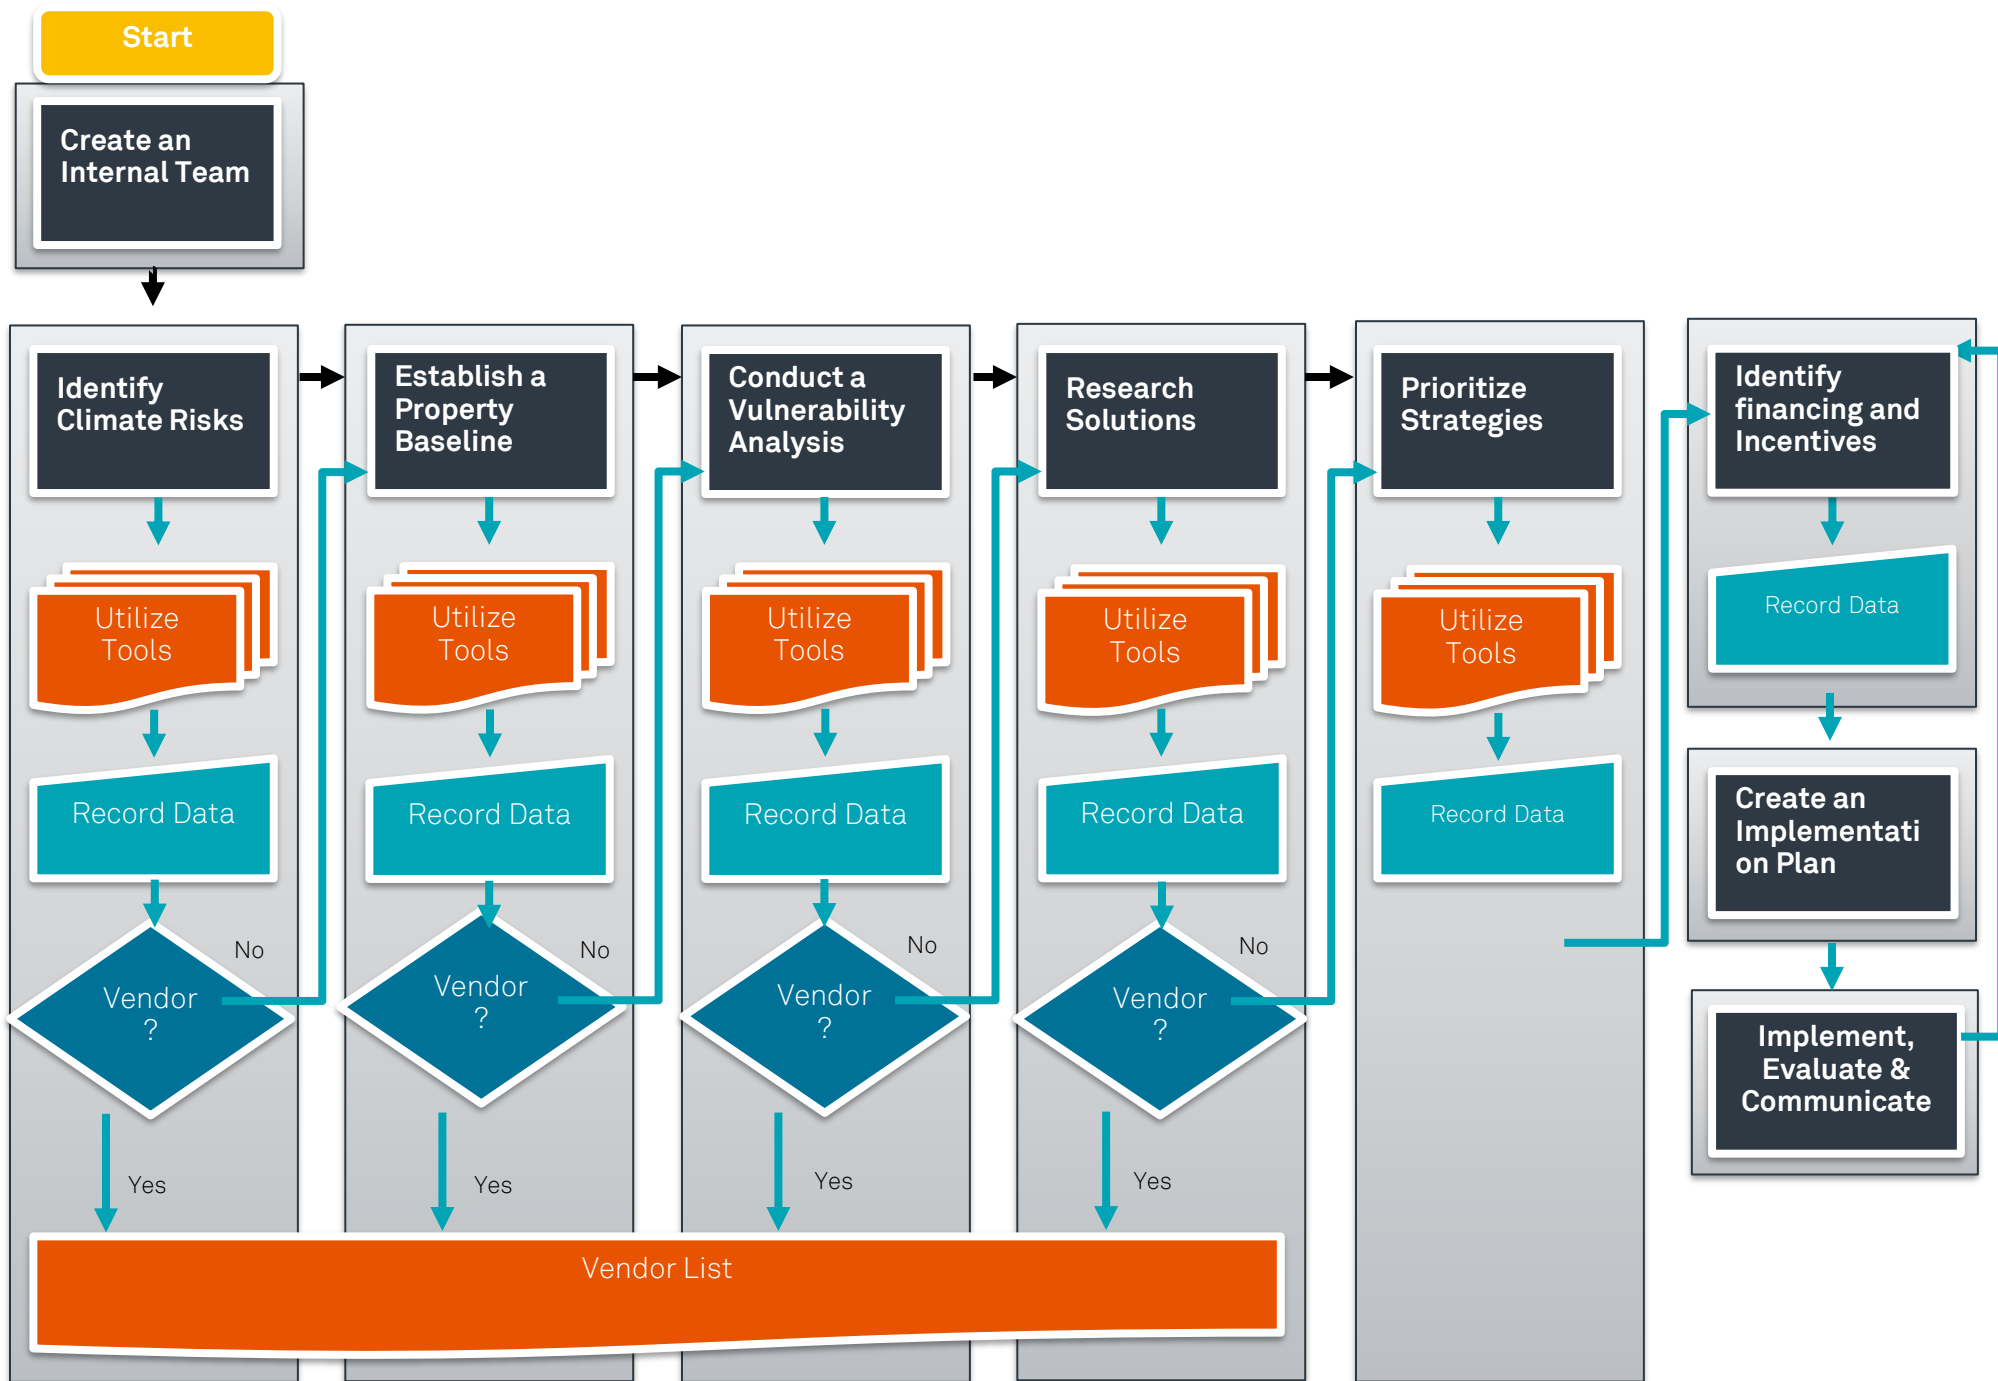 Start
Create an
Internal Team
Identify
Climate Risks
Utilize
Tools
Record Data
Vendor
?
No
Yes
Establish a
Property
Baseline
Utilize
Tools
Record Data
Vendor
?
No
Yes
Conduct a
Vulnerability
Analysis
Utilize
Tools
Record Data
Vendor
?
No
Yes
Research
Solutions
Utilize
Tools
Record Data
Vendor
?
No
Yes
Vendor List
Prioritize
Strategies
Utilize
Tools
Record Data
Identify
financing and
Incentives
Record Data
Create an
Implementati
on Plan
Implement,
Evaluate &
Communicate